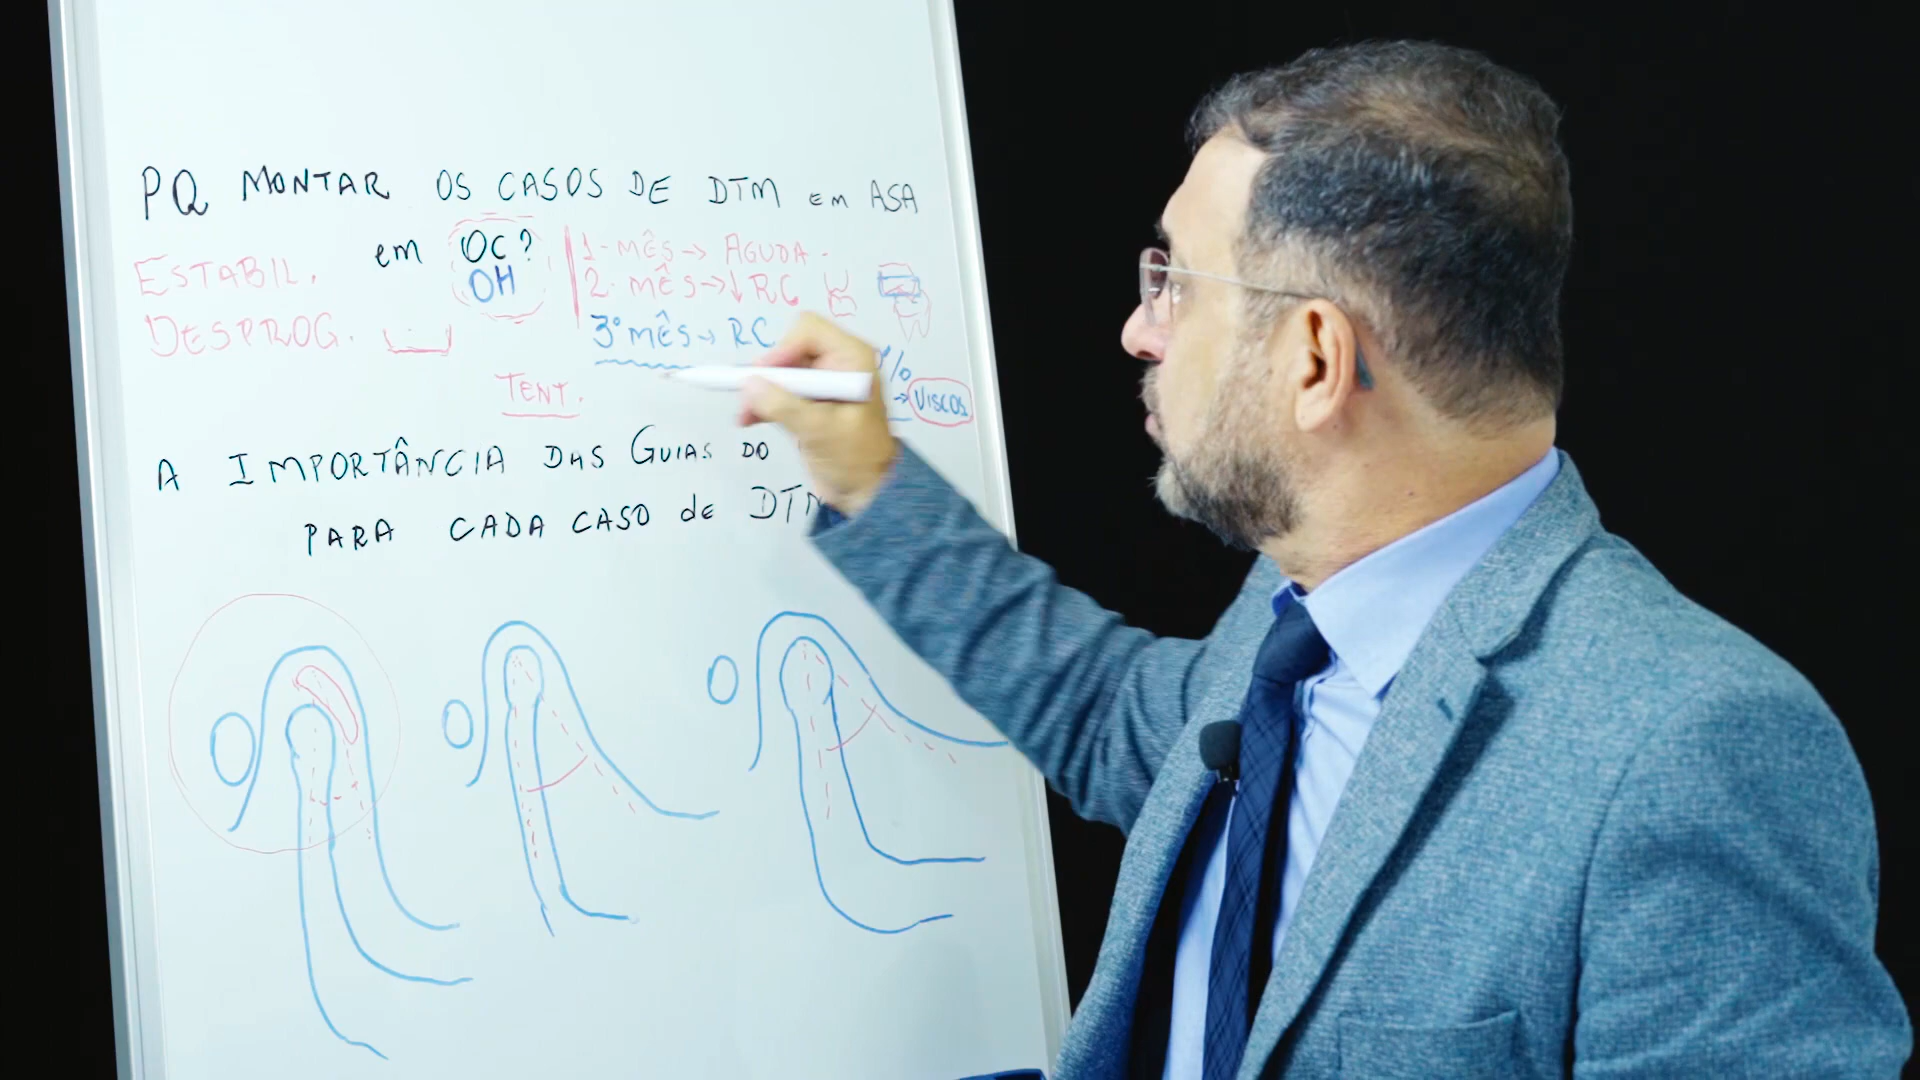 PQ MONTAR OS CASOS DE DTM EM ASA
em OC?
OH
ESTABIL.
DESPROG.
1- MÊS → AGUDA.
2- MÊS → ↓ RC
3º MÊS → RC
%
→ VISCOS
TENT.
A IMPORTÂNCIA DAS GUIAS DO
PARA CADA CASO de DTM